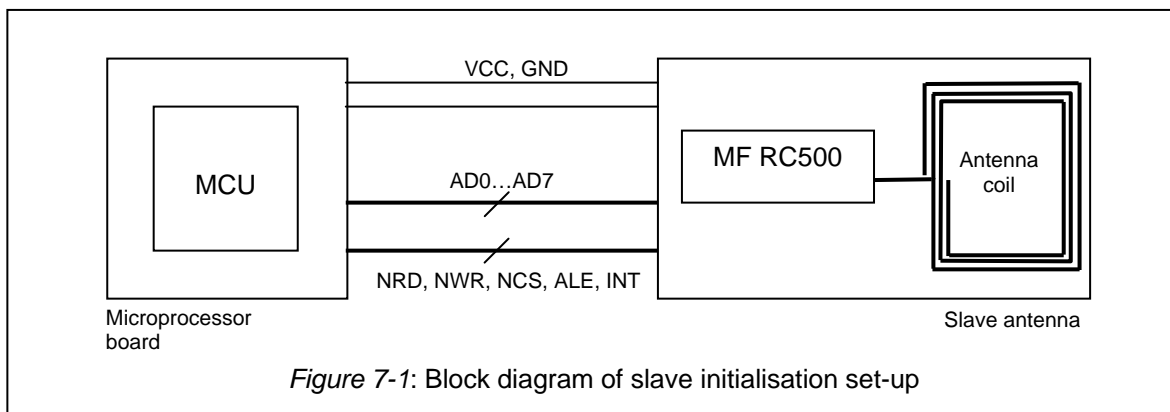 VCC, GND
MCU
MF RC500
Antenna
coil
AD0…AD7
NRD, NWR, NCS, ALE, INT
Microprocessor
board
Slave antenna
Figure 7-1: Block diagram of slave initialisation set-up